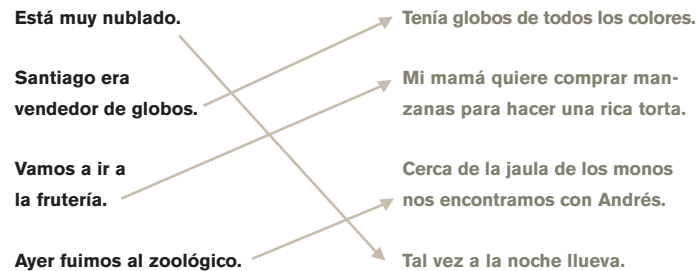 Está muy nublado.
Santiago era
vendedor de globos.
Vamos a ir a
la frutería.
Ayer fuimos al zoológico.
Tenía globos de todos los colores.
Mi mamá quiere comprar man-
zanas para hacer una rica torta.
Cerca de la jaula de los monos
nos encontramos con Andrés.
Tal vez a la noche llueva.